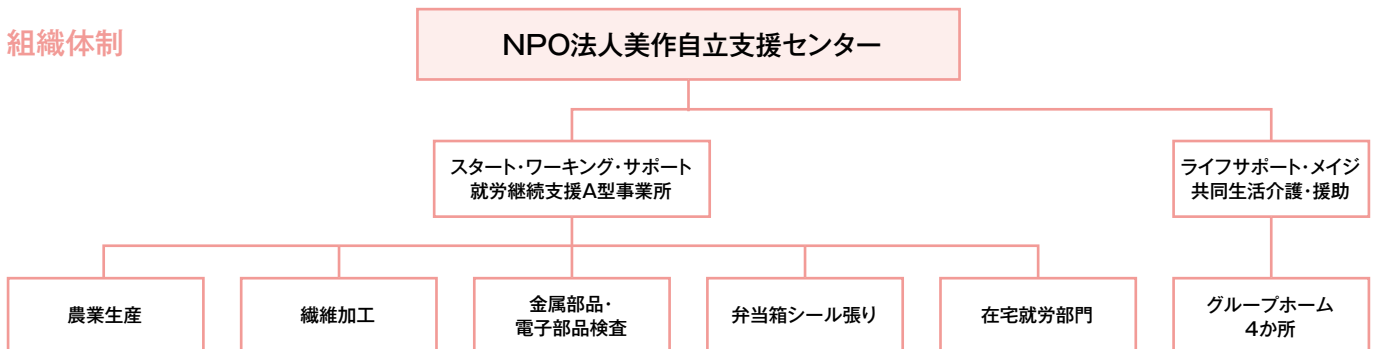 組織体制
NPO法人美作自立支援センター
スタート・ワーキング・サポート
就労継続支援A型事業所
ライフサポート・メイジ
共同生活介護・援助
農業生産
繊維加工
金属部品・
電子部品検査
弁当箱シール張り
在宅就労部門
グループホーム
4か所